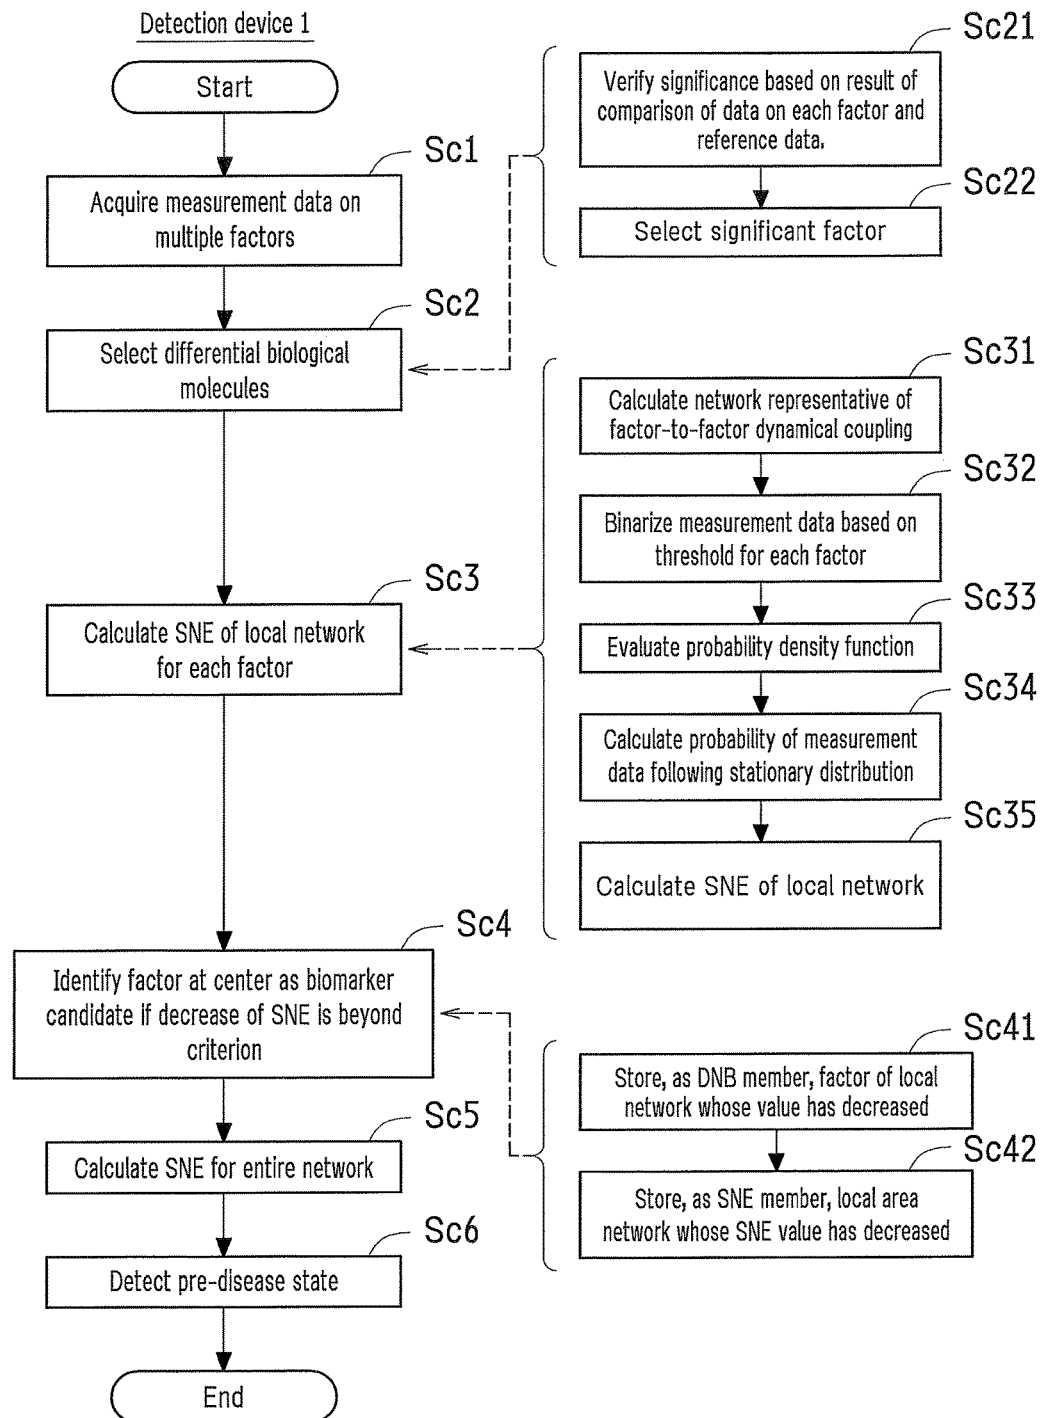 Detection device 1
Start
Sc1
Acquire measurement data on
multiple factors
Sc2
Select differential biological
molecules
Sc3
Calculate SNE of local network
for each factor
Sc4
Identify factor at center as biomarker
candidate if decrease of SNE is beyond
criterion
Sc5
Calculate SNE for entire network
Sc6
Detect pre-disease state
End
Sc21
Verify significance based on result of
comparison of data on each factor and
reference data.
Sc22
Select significant factor
Sc31
Calculate network representative of
factor-to-factor dynamical coupling
Sc32
Binarize measurement data based on
threshold for each factor
Sc33
Evaluate probability density function
Sc34
Calculate probability of measurement
data following stationary distribution
Sc35
Calculate SNE of local network
Sc41
Store, as DNB member, factor of local
network whose value has decreased
Sc42
Store, as SNE member, local area
network whose SNE value has decreased